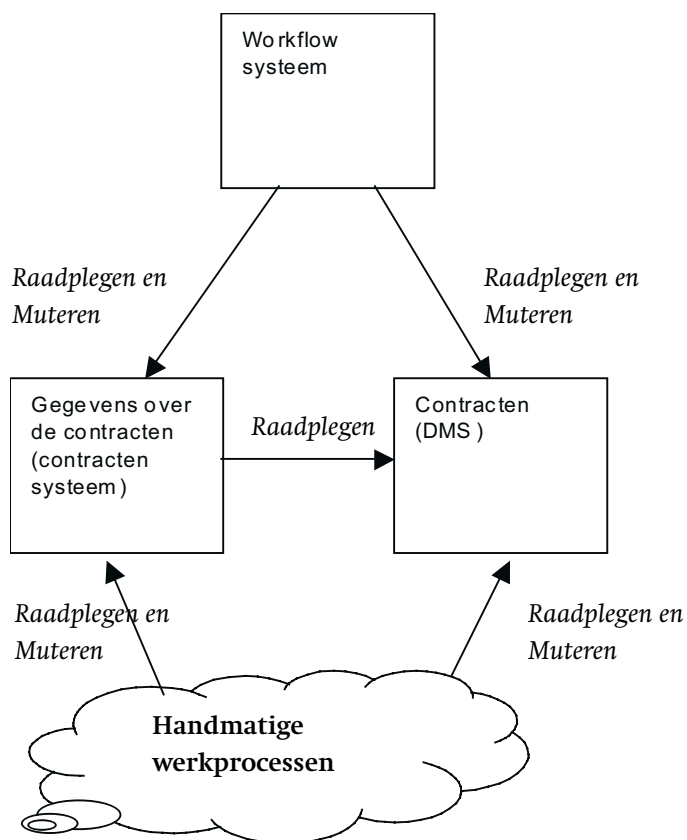 Workflow
systeem
Raadplegen en
Muteren
Raadplegen en
Muteren
Gegevens over
de contracten
(contracten
systeem)
Raadplegen
Contracten
(DMS)
Raadplegen en
Muteren
Raadplegen en
Muteren
Handmatige
werkprocessen